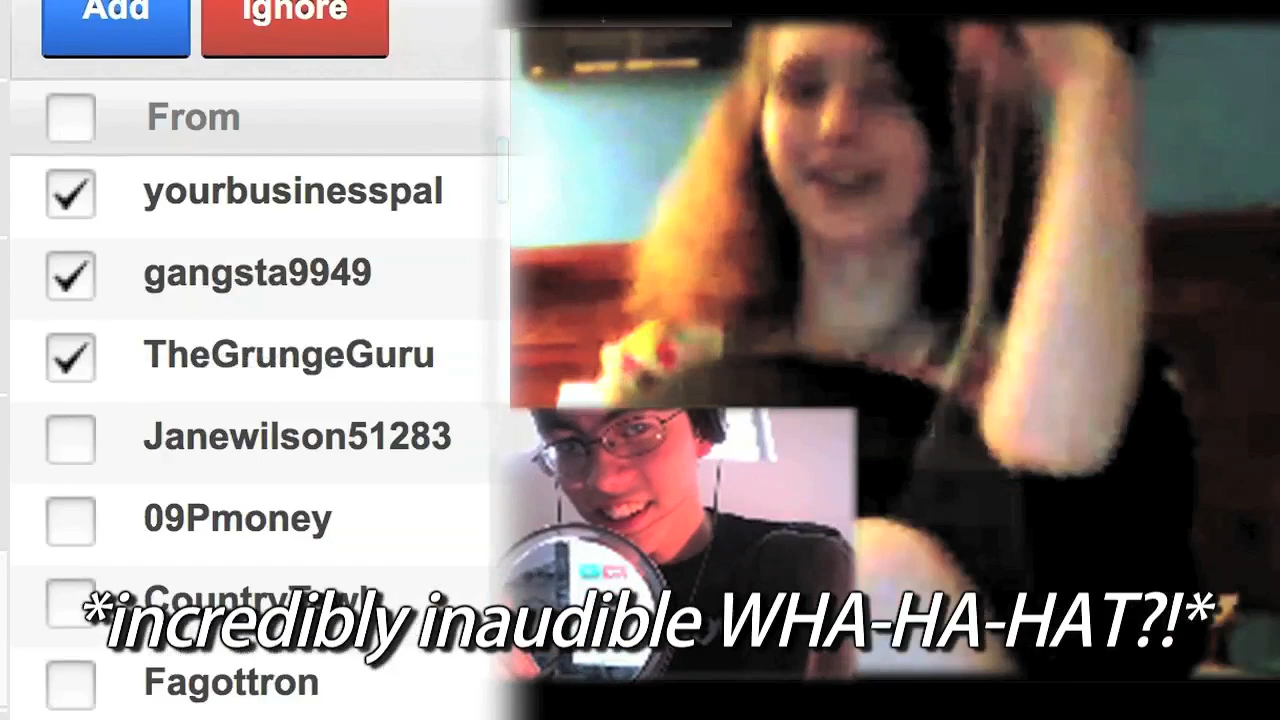 Add
Ignore
From
yourbusinesspal
gangsta9949
TheGrungeGuru
Janewilson51283
09Pmoney
*incredibly inaudible WHA-HA-HAT?!*
Fagottron